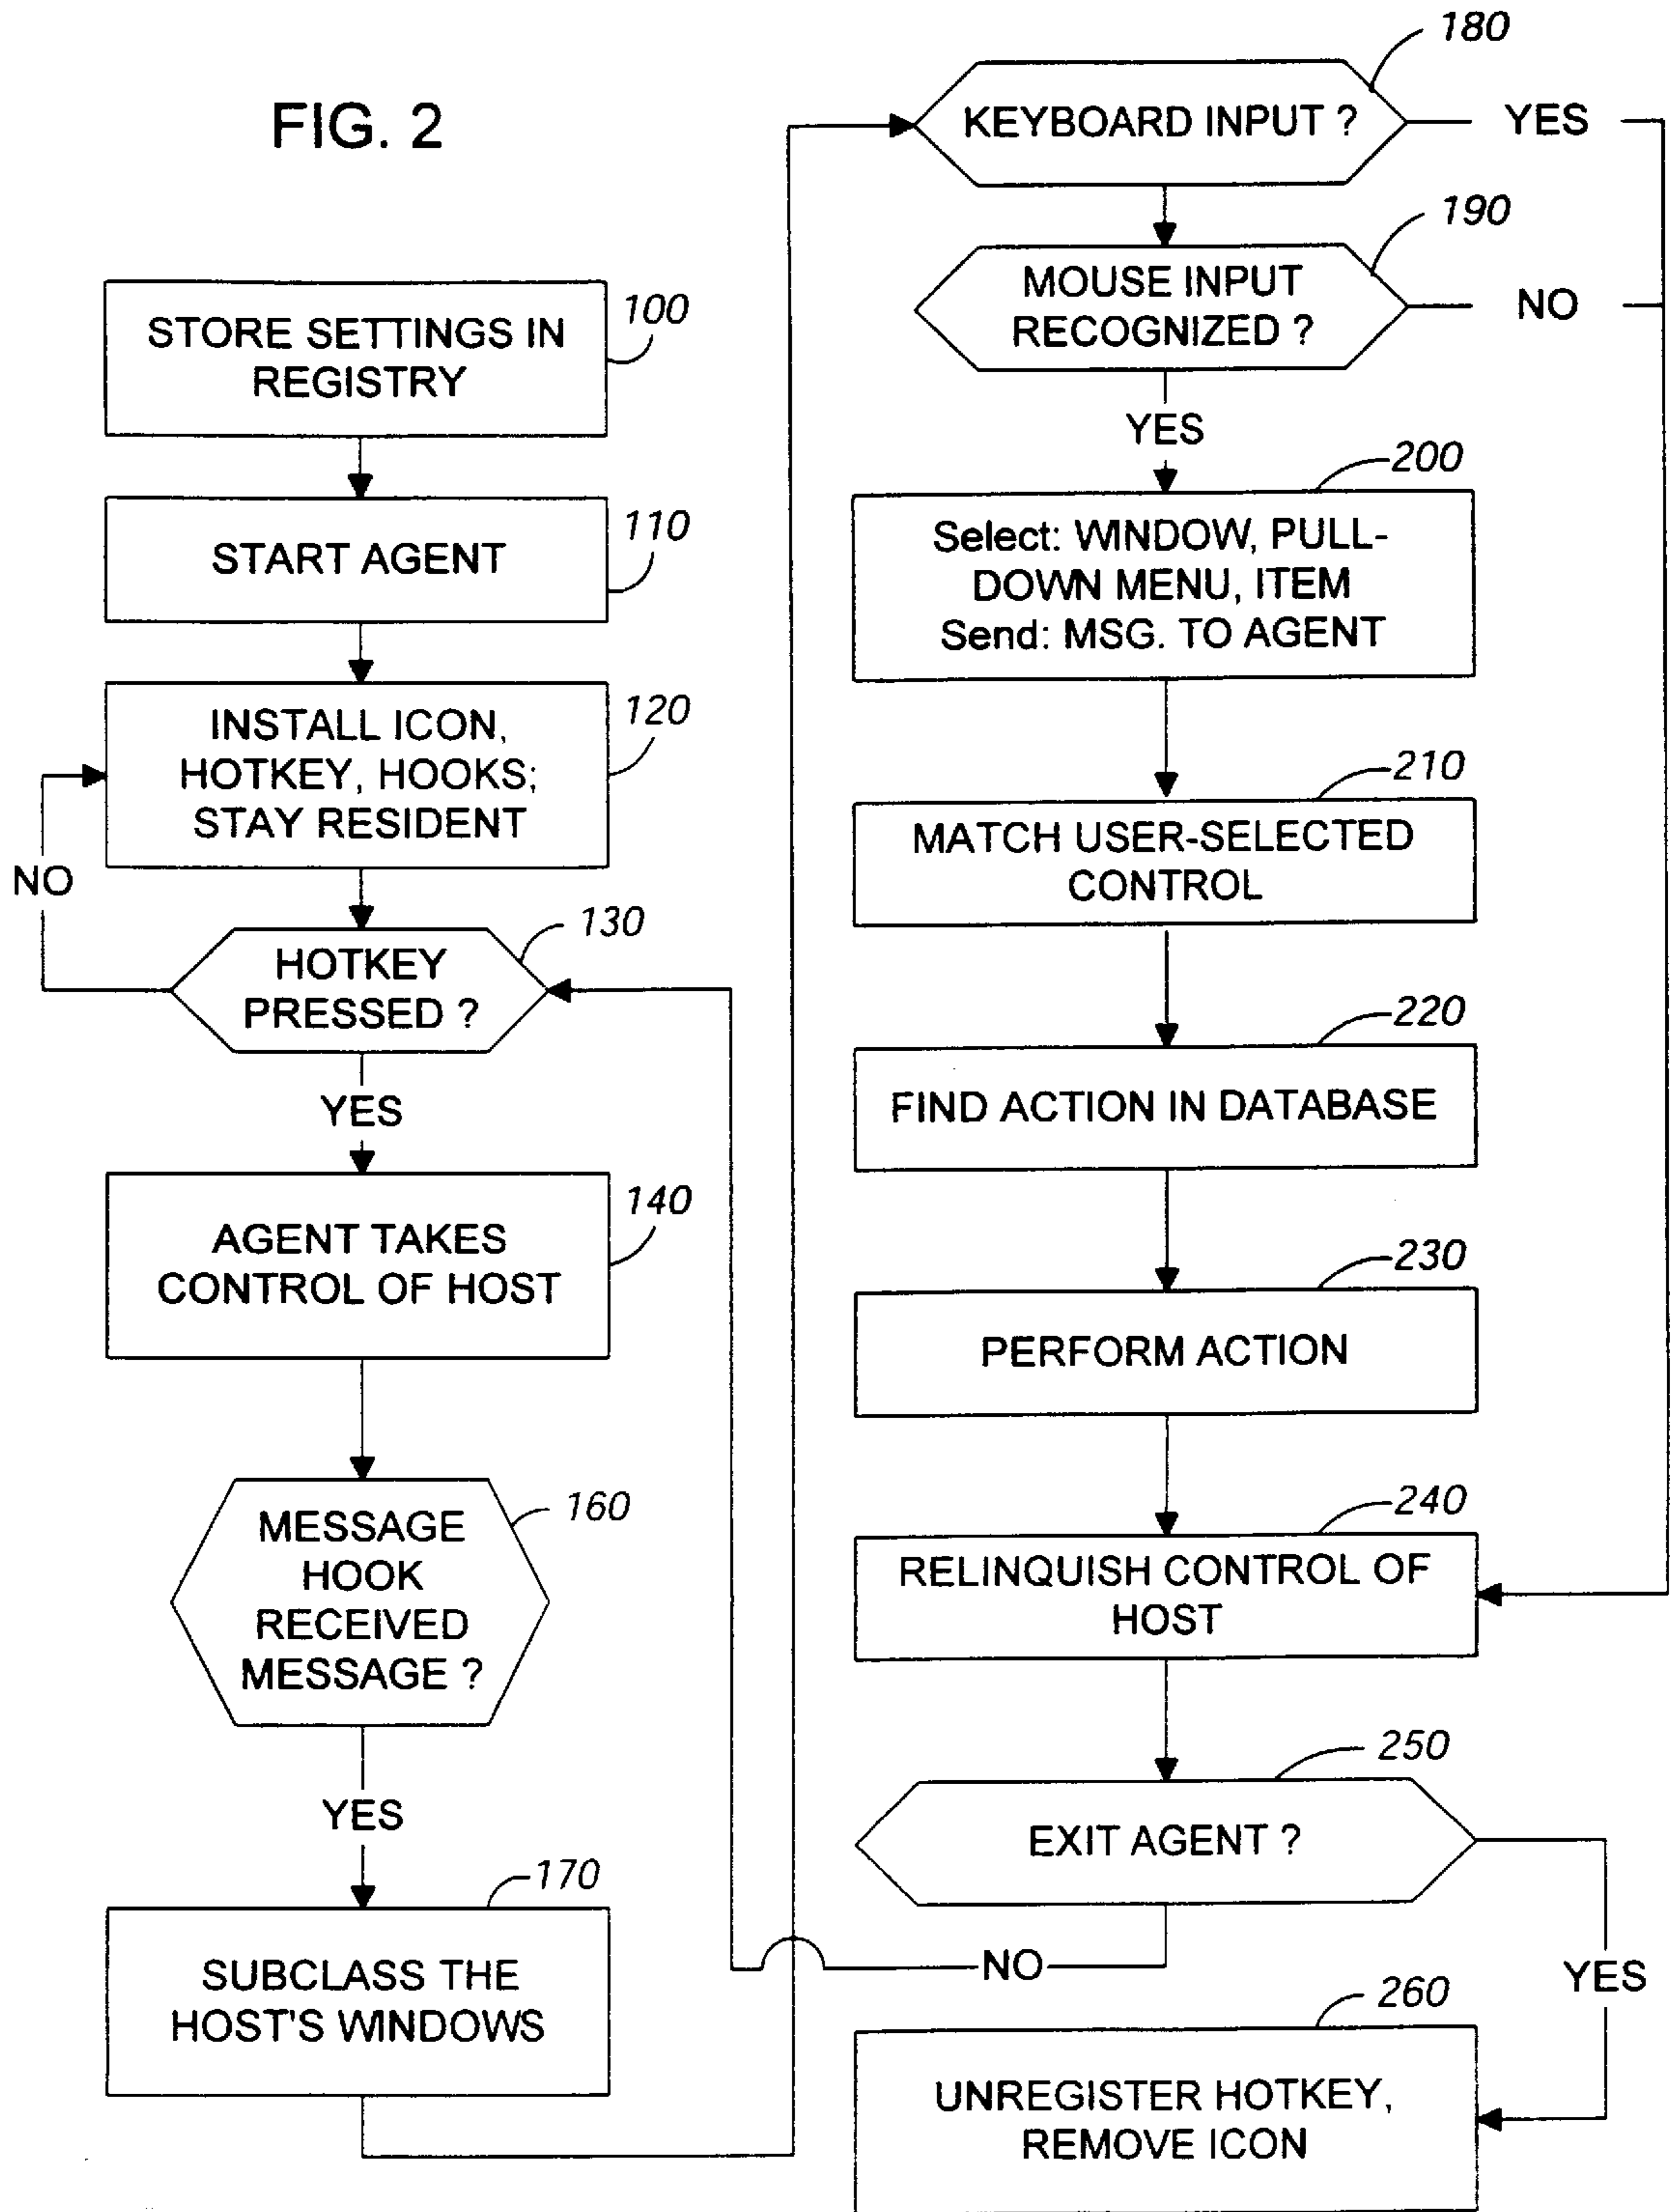 FIG. 2
STORE SETTINGS IN
REGISTRY
100
START AGENT
110
INSTALL ICON,
HOTKEY, HOOKS;
STAY RESIDENT
120
NO
HOTKEY
PRESSED ?
130
YES
AGENT TAKES
CONTROL OF HOST
140
MESSAGE
HOOK
RECEIVED
MESSAGE ?
160
YES
SUBCLASS THE
HOST'S WINDOWS
170
KEYBOARD INPUT ?
180
YES
MOUSE INPUT
RECOGNIZED ?
190
NO
YES
Select: WINDOW, PULL-
DOWN MENU, ITEM
Send: MSG. TO AGENT
200
MATCH USER-SELECTED
CONTROL
210
FIND ACTION IN DATABASE
220
PERFORM ACTION
230
RELINQUISH CONTROL OF
HOST
240
EXIT AGENT ?
250
NO
YES
UNREGISTER HOTKEY,
REMOVE ICON
260